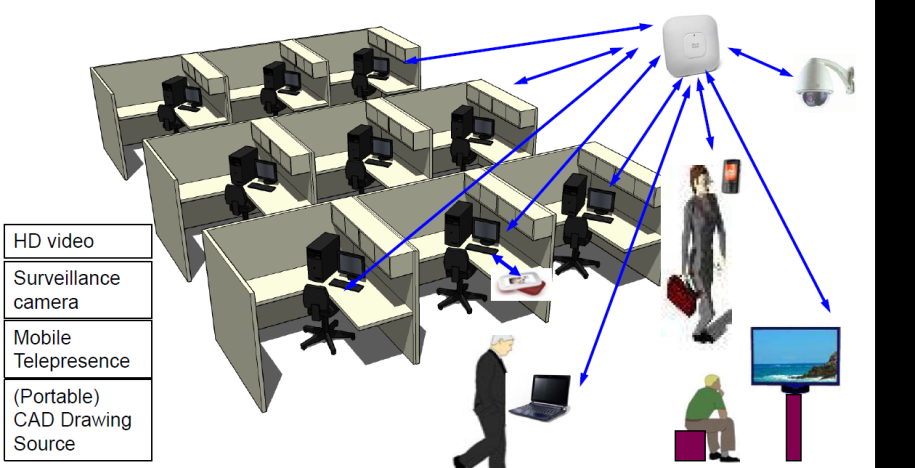 HD video
Surveillance
camera
Mobile
Telepresence
(Portable)
CAD Drawing
Source